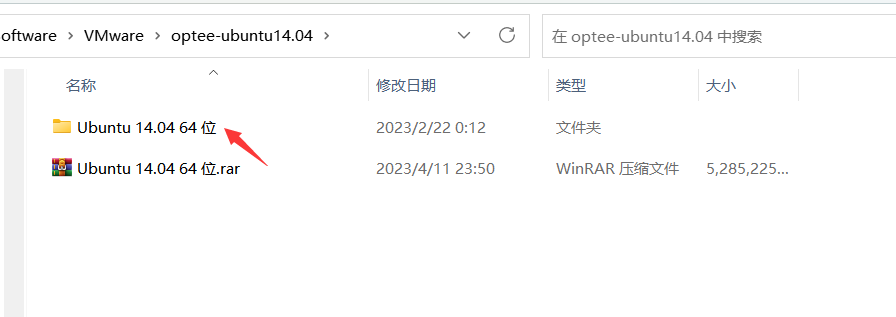 oftware > VMware > optee-ubuntu14.04 >
在 optee-ubuntu14.04 中搜索
名称 修改日期 类型 大小
Ubuntu 14.04 64 位 2023/2/22 0:12 文件夹
Ubuntu 14.04 64 位.rar 2023/4/11 23:50 WinRAR 压缩文件 5,285,225...